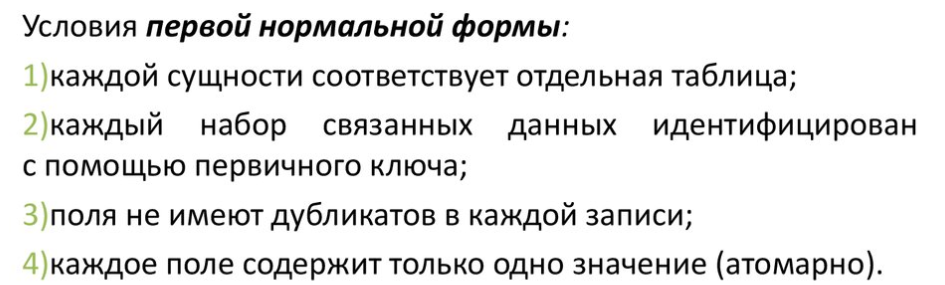 Условия первой нормальной формы:
1)каждой сущности соответствует отдельная таблица;
2)каждый набор связанных данных идентифицирован
с помощью первичного ключа;
3)поля не имеют дубликатов в каждой записи;
4)каждое поле содержит только одно значение (атомарно).